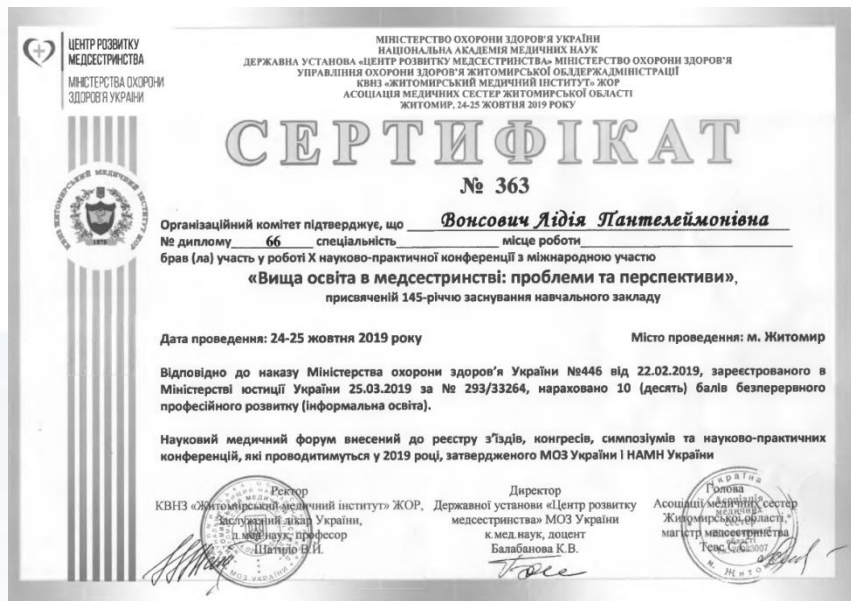 ЦЕНТР РОЗВИТКУ
МЕДСЕСТРИНСТВА
МІНІСТЕРСТВА ОХОРОНИ
ЗДОРОВ'Я УКРАЇНИ
МІНІСТЕРСТВО ОХОРОНИ ЗДОРОВ'Я УКРАЇНИ
НАЦІОНАЛЬНА АКАДЕМІЯ МЕДИЧНИХ НАУК
ДЕРЖАВНА УСТАНОВА «ЦЕНТР РОЗВИТКУ МЕДСЕСТРИНСТВА» МІНІСТЕРСТВО ОХОРОНИ ЗДОРОВ'Я
УПРАВЛІННЯ ОХОРОНИ ЗДОРОВ'Я ЖИТОМИРСЬКОЇ ОБЛДЕРЖАДМІНІСТРАЦІЇ
КВНЗ «ЖИТОМИРСЬКИЙ МЕДИЧНИЙ ІНСТИТУТ» ЖОР
АСОЦІАЦІЯ МЕДИЧНИХ СЕСТЕР ЖИТОМИРСЬКОЇ ОБЛАСТІ
ЖИТОМИР, 24-25 ЖОВТНЯ 2019 РОКУ
СЕРТИФІКАТ
№ 363
КВНЗ ЖИТОМИРСЬКИЙ МЕДИЧНИЙ ІНСТИТУТ ЖОР
1875
Організаційний комітет підтверджує, що Вонсович Лідія Пантелеймонівна
№ диплому 66 спеціальність місце роботи
брав (ла) участь у роботі X науково-практичної конференції з міжнародною участю
«Вища освіта в медсестринстві: проблеми та перспективи»,
присвяченій 145-річчю заснування навчального закладу
Дата проведення: 24-25 жовтня 2019 року Місто проведення: м. Житомир
Відповідно до наказу Міністерства охорони здоров'я України №446 від 22.02.2019, зареєстрованого в
Міністерстві юстиції України 25.03.2019 за № 293/33264, нараховано 10 (десять) балів безперервного
професійного розвитку (інформальна освіта).
Науковий медичний форум внесений до реєстру з'їздів, конгресів, симпозіумів та науково-практичних
конференцій, які проводитимуться у 2019 році, затвердженого МОЗ України і НАМН України
Ректор
КВНЗ «Житомирський медичний інститут» ЖОР,
Заслужений лікар України,
д.мед.наук, професор
Шатило В.Й.
Директор
Державної установи «Центр розвитку
медсестринства» МОЗ України
к.мед.наук, доцент
Балабанова К.В.
Голова
Асоціації медичних сестер
Житомирської області,
магістр медсестринства